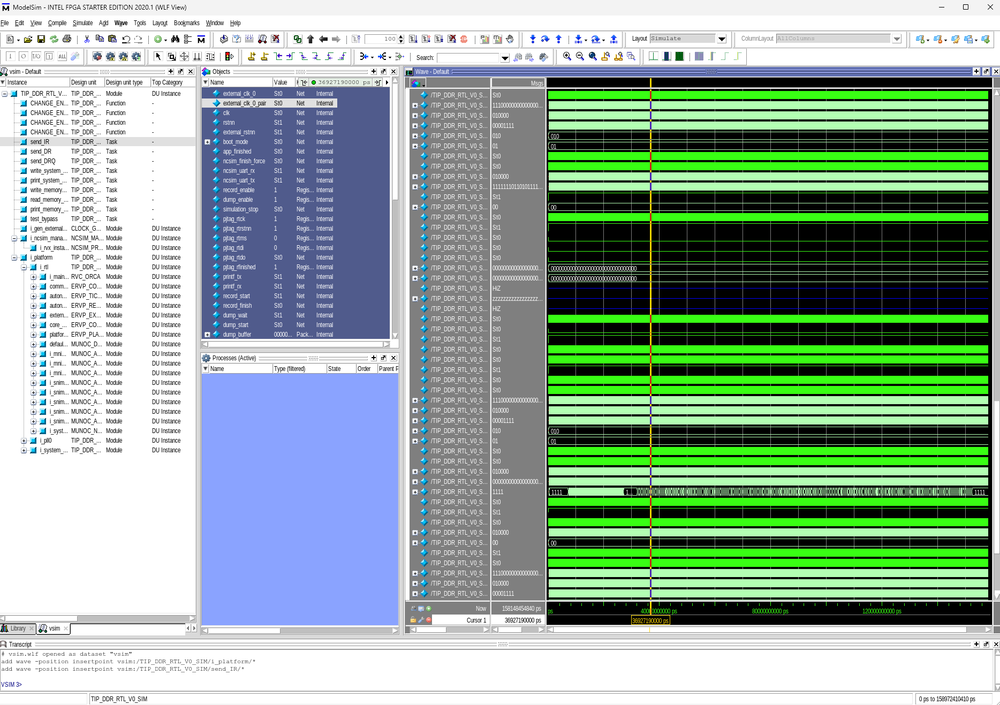 ModelSim - INTEL FPGA STARTER EDITION 2020.1 (WLF View)
File Edit View Compile Simulate Add Wave Tools Layout Bookmarks Window Help
100
Layout Simulate
ColumnLayout AllColumns
Search:
vsim - Default
Instance Design unit Design unit type Top Category
TIP_DDR_RTL_V... TIP_DDR_... Module DU Instance
CHANGE_EN... TIP_DDR_... Function -
CHANGE_EN... TIP_DDR_... Function -
CHANGE_EN... TIP_DDR_... Function -
CHANGE_EN... TIP_DDR_... Function -
send_IR TIP_DDR_... Task -
send_DR TIP_DDR_... Task -
send_DRQ TIP_DDR_... Task -
write_system_... TIP_DDR_... Task -
print_system_... TIP_DDR_... Task -
write_memory... TIP_DDR_... Task -
read_memory_... TIP_DDR_... Task -
print_memory_... TIP_DDR_... Task -
test_bypass TIP_DDR_... Task -
i_gen_external... CLOCK_G... Module DU Instance
i_ncsim_mana... NCSIM_MA... Module DU Instance
i_rvx_insta... NCSIM_PR... Module DU Instance
i_platform TIP_DDR_... Module DU Instance
i_rtl TIP_DDR_... Module DU Instance
i_main... RVC_ORCA Module DU Instance
comm... ERVP_CO... Module DU Instance
auton... ERVP_TIC... Module DU Instance
auton... ERVP_RE... Module DU Instance
extern... ERVP_EX... Module DU Instance
core_... ERVP_CO... Module DU Instance
platfor... ERVP_PLA... Module DU Instance
defaul... MUNOC_D... Module DU Instance
i_mni... MUNOC_A... Module DU Instance
i_mni... MUNOC_A... Module DU Instance
i_mni... MUNOC_A... Module DU Instance
i_snim... MUNOC_A... Module DU Instance
i_snim... MUNOC_A... Module DU Instance
i_snim... MUNOC_A... Module DU Instance
i_snim... MUNOC_A... Module DU Instance
i_snim... MUNOC_A... Module DU Instance
i_syst... MUNOC_N... Module DU Instance
i_pll0 TIP_DDR_... Module DU Instance
i_system_... TIP_DDR_... Module DU Instance
Library
vsim
Objects
Name Value 36927190000 ps
external_clk_0 St0 Net Internal
external_clk_0_pair St0 Net Internal
clk St0 Net Internal
rstnn St1 Net Internal
external_rstnn St1 Net Internal
boot_mode St0 Net Internal
app_finished St0 Net Internal
ncsim_finish_force St0 Net Internal
ncsim_uart_rx St1 Net Internal
ncsim_uart_tx St1 Net Internal
record_enable 1 Regis... Internal
dump_enable 1 Regis... Internal
simulation_stop St0 Net Internal
pjtag_rtck 1 Regis... Internal
pjtag_rtrstnn 1 Regis... Internal
pjtag_rtms 0 Regis... Internal
pjtag_rtdi 0 Regis... Internal
pjtag_rtdo St0 Net Internal
pjtag_rfinished 1 Regis... Internal
printf_tx St1 Net Internal
printf_rx St1 Net Internal
record_start St1 Net Internal
record_finish St0 Net Internal
dump_wait St1 Net Internal
dump_start St0 Net Internal
dump_buffer 00000... Pack... Internal
Processes (Active)
Name Type (filtered) State Order Parent P
Wave - Default
Msgs
/TIP_DDR_RTL_V0_S... St0
/TIP_DDR_RTL_V0_S... 11100000000000000...
/TIP_DDR_RTL_V0_S... 010000
/TIP_DDR_RTL_V0_S... 00001111
/TIP_DDR_RTL_V0_S... 010 010
/TIP_DDR_RTL_V0_S... 01 01
/TIP_DDR_RTL_V0_S... St0
/TIP_DDR_RTL_V0_S... St0
/TIP_DDR_RTL_V0_S... 010000
/TIP_DDR_RTL_V0_S... 11111110110101111...
/TIP_DDR_RTL_V0_S... St1
/TIP_DDR_RTL_V0_S... 00 00
/TIP_DDR_RTL_V0_S... St0
/TIP_DDR_RTL_V0_S... St1
/TIP_DDR_RTL_V0_S... St0
/TIP_DDR_RTL_V0_S... St0
/TIP_DDR_RTL_V0_S... St0
/TIP_DDR_RTL_V0_S... 00000000000000000... 00000000000000000000000000000000
/TIP_DDR_RTL_V0_S... 00000000000000000... 00000000000000000000000000000000
/TIP_DDR_RTL_V0_S... HiZ
/TIP_DDR_RTL_V0_S... zzzzzzzzzzzzzzzzz...
/TIP_DDR_RTL_V0_S... HiZ
/TIP_DDR_RTL_V0_S... St0
/TIP_DDR_RTL_V0_S... St0
/TIP_DDR_RTL_V0_S... St1
/TIP_DDR_RTL_V0_S... St0
/TIP_DDR_RTL_V0_S... St0
/TIP_DDR_RTL_V0_S... St1
/TIP_DDR_RTL_V0_S... St0
/TIP_DDR_RTL_V0_S... St0
/TIP_DDR_RTL_V0_S... 11100000000000000...
/TIP_DDR_RTL_V0_S... 010000
/TIP_DDR_RTL_V0_S... 00001111
/TIP_DDR_RTL_V0_S... 010 010
/TIP_DDR_RTL_V0_S... 01 01
/TIP_DDR_RTL_V0_S... St0
/TIP_DDR_RTL_V0_S... St0
/TIP_DDR_RTL_V0_S... 010000
/TIP_DDR_RTL_V0_S... 00000000000000000...
/TIP_DDR_RTL_V0_S... 1111 1111 1... 1111
/TIP_DDR_RTL_V0_S... St0
/TIP_DDR_RTL_V0_S... St1
/TIP_DDR_RTL_V0_S... St0
/TIP_DDR_RTL_V0_S... 010000
/TIP_DDR_RTL_V0_S... 00 00
/TIP_DDR_RTL_V0_S... St1
/TIP_DDR_RTL_V0_S... St0
/TIP_DDR_RTL_V0_S... 11100000000000000...
/TIP_DDR_RTL_V0_S... 010000
/TIP_DDR_RTL_V0_S... 00001111
Now 158148454840 ps ps 40000000000 ps 80000000000 ps 120000000000 ps
Cursor 1 36927190000 ps 36927190000 ps
Transcript
# vsim.wlf opened as dataset "vsim"
add wave -position insertpoint vsim:/TIP_DDR_RTL_V0_SIM/i_platform/*
add wave -position insertpoint vsim:/TIP_DDR_RTL_V0_SIM/send_IR/*
VSIM 3>
TIP_DDR_RTL_V0_SIM
0 ps to 158972410410 ps